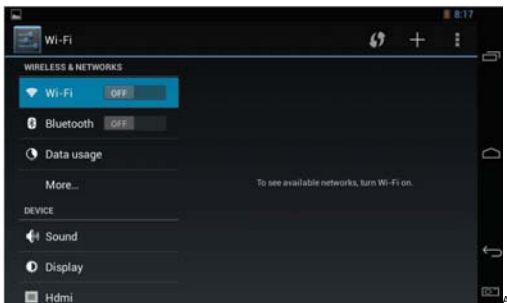 8:17
Wi-Fi
WIRELESS & NETWORKS
Wi-Fi OFF
Bluetooth OFF
Data usage
More...
To see available networks, turn Wi-Fi on.
DEVICE
Sound
Display
Hdmi